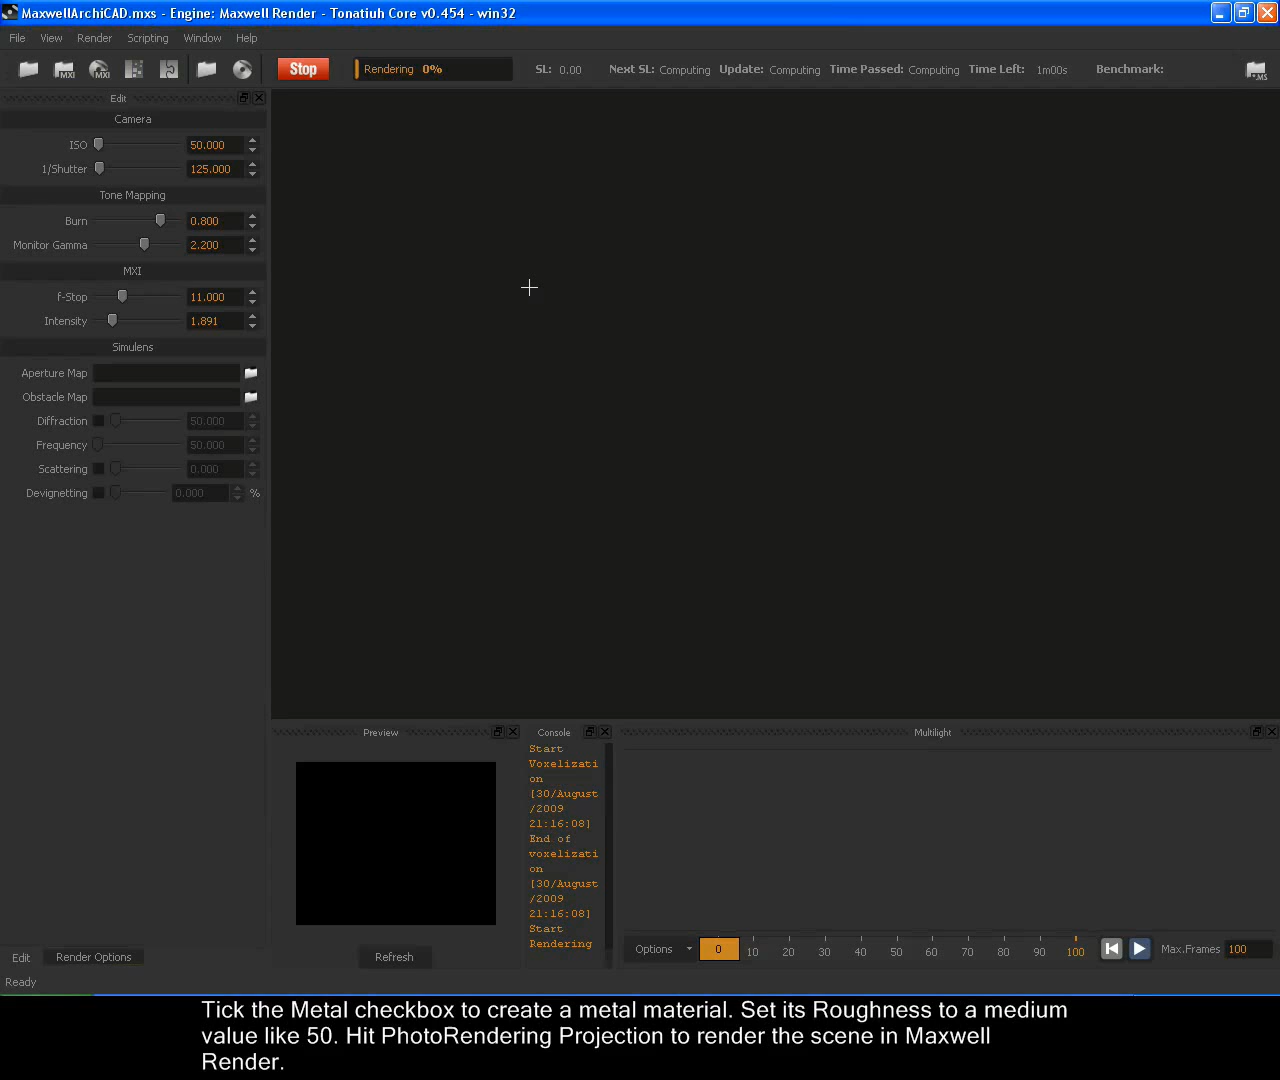 MaxwellArchiCAD.mxs - Engine: Maxwell Render - Tonatiuh Core v0.454 - win32
File View Render Scripting Window Help
MXI MXI Stop Rendering 0% SL: 0.00 Next SL: Computing Update: Computing Time Passed: Computing Time Left: 1m00s Benchmark: .MS
Edit
Camera
ISO 50.000
1/Shutter 125.000
Tone Mapping
Burn 0.800
Monitor Gamma 2.200
MXI
f-Stop 11.000
Intensity 1.891
Simulens
Aperture Map
Obstacle Map
Diffraction 50.000
Frequency 50.000
Scattering 0.000
Devignetting 0.000 %
Preview
Refresh
Console
Start
Voxelizati
on
[30/August
/2009
21:16:08]
End of
voxelizati
on
[30/August
/2009
21:16:08]
Start
Rendering
Multilight
Options 0 10 20 30 40 50 60 70 80 90 100 Max.Frames 100
Edit Render Options
Ready
Tick the Metal checkbox to create a metal material. Set its Roughness to a medium
value like 50. Hit PhotoRendering Projection to render the scene in Maxwell
Render.